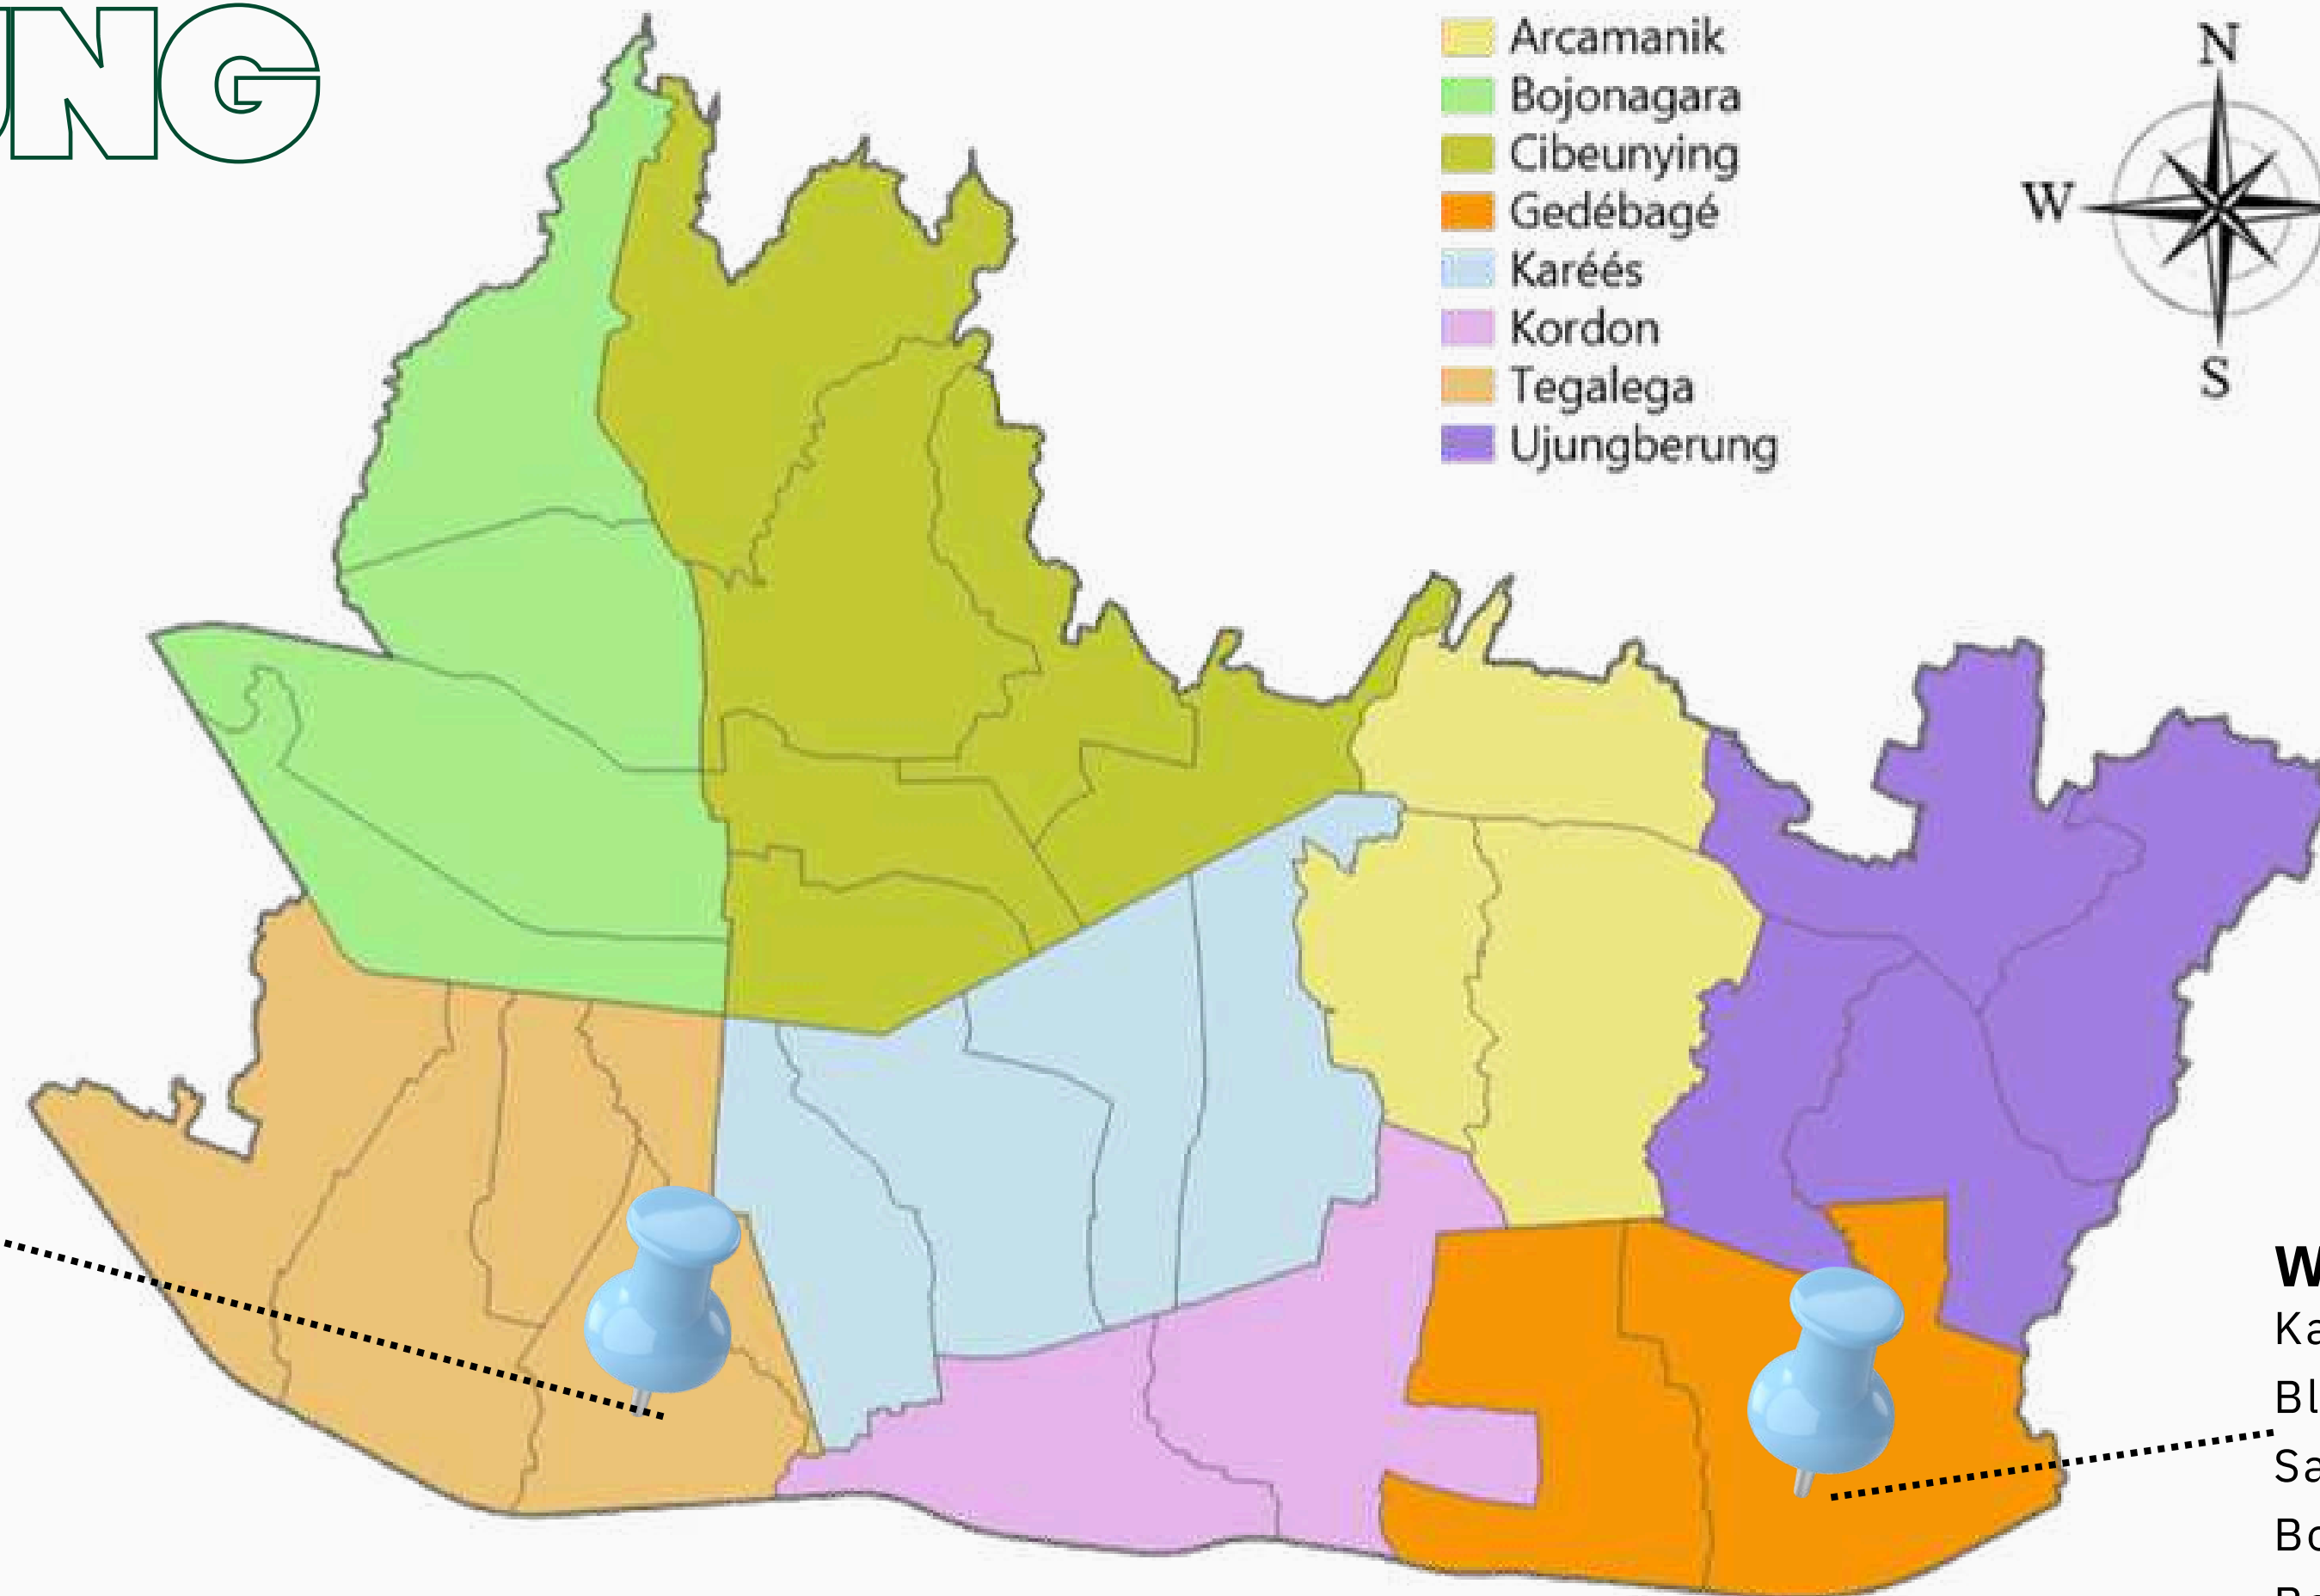 NG
Arcamanik
Bojonagara
Cibeunying
Gedébagé
Karéés
Kordon
Tegalega
Ujungberung
N
W
S
W
Ka
Bl
Sa
Bo